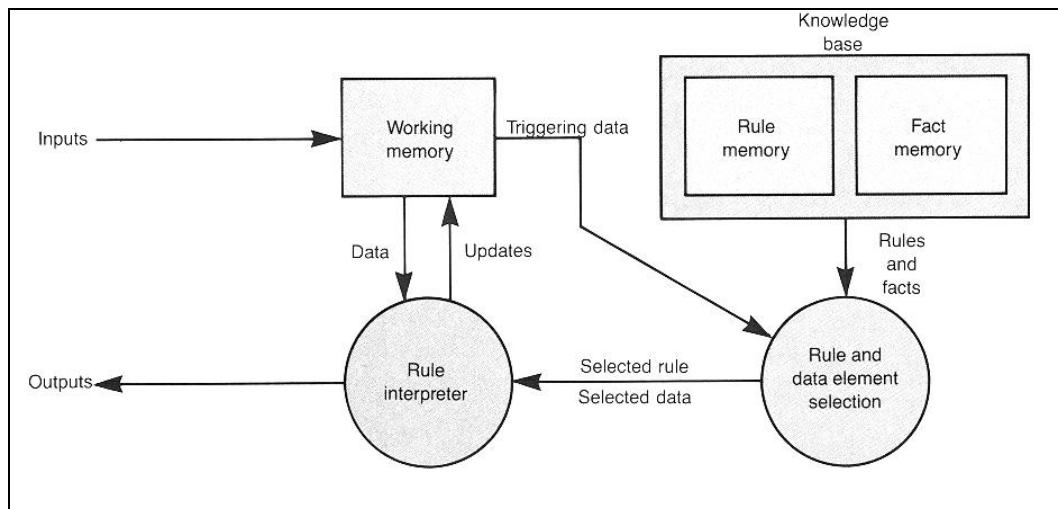 Knowledge
base
Inputs
Working
memory
Triggering data
Rule
memory
Fact
memory
Data
Updates
Rules
and
facts
Outputs
Rule
interpreter
Selected rule
Selected data
Rule and
data element
selection